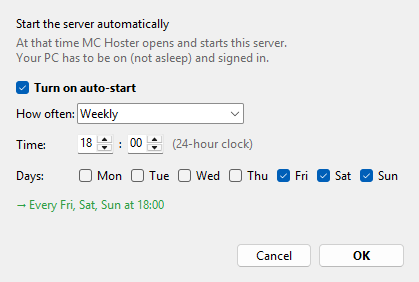 Start the server automatically
At that time MC Hoster opens and starts this server.
Your PC has to be on (not asleep) and signed in.
Turn on auto-start
How often: Weekly
Time: 18 : 00 (24-hour clock)
Days: Mon Tue Wed Thu Fri Sat Sun
→ Every Fri, Sat, Sun at 18:00
Cancel OK